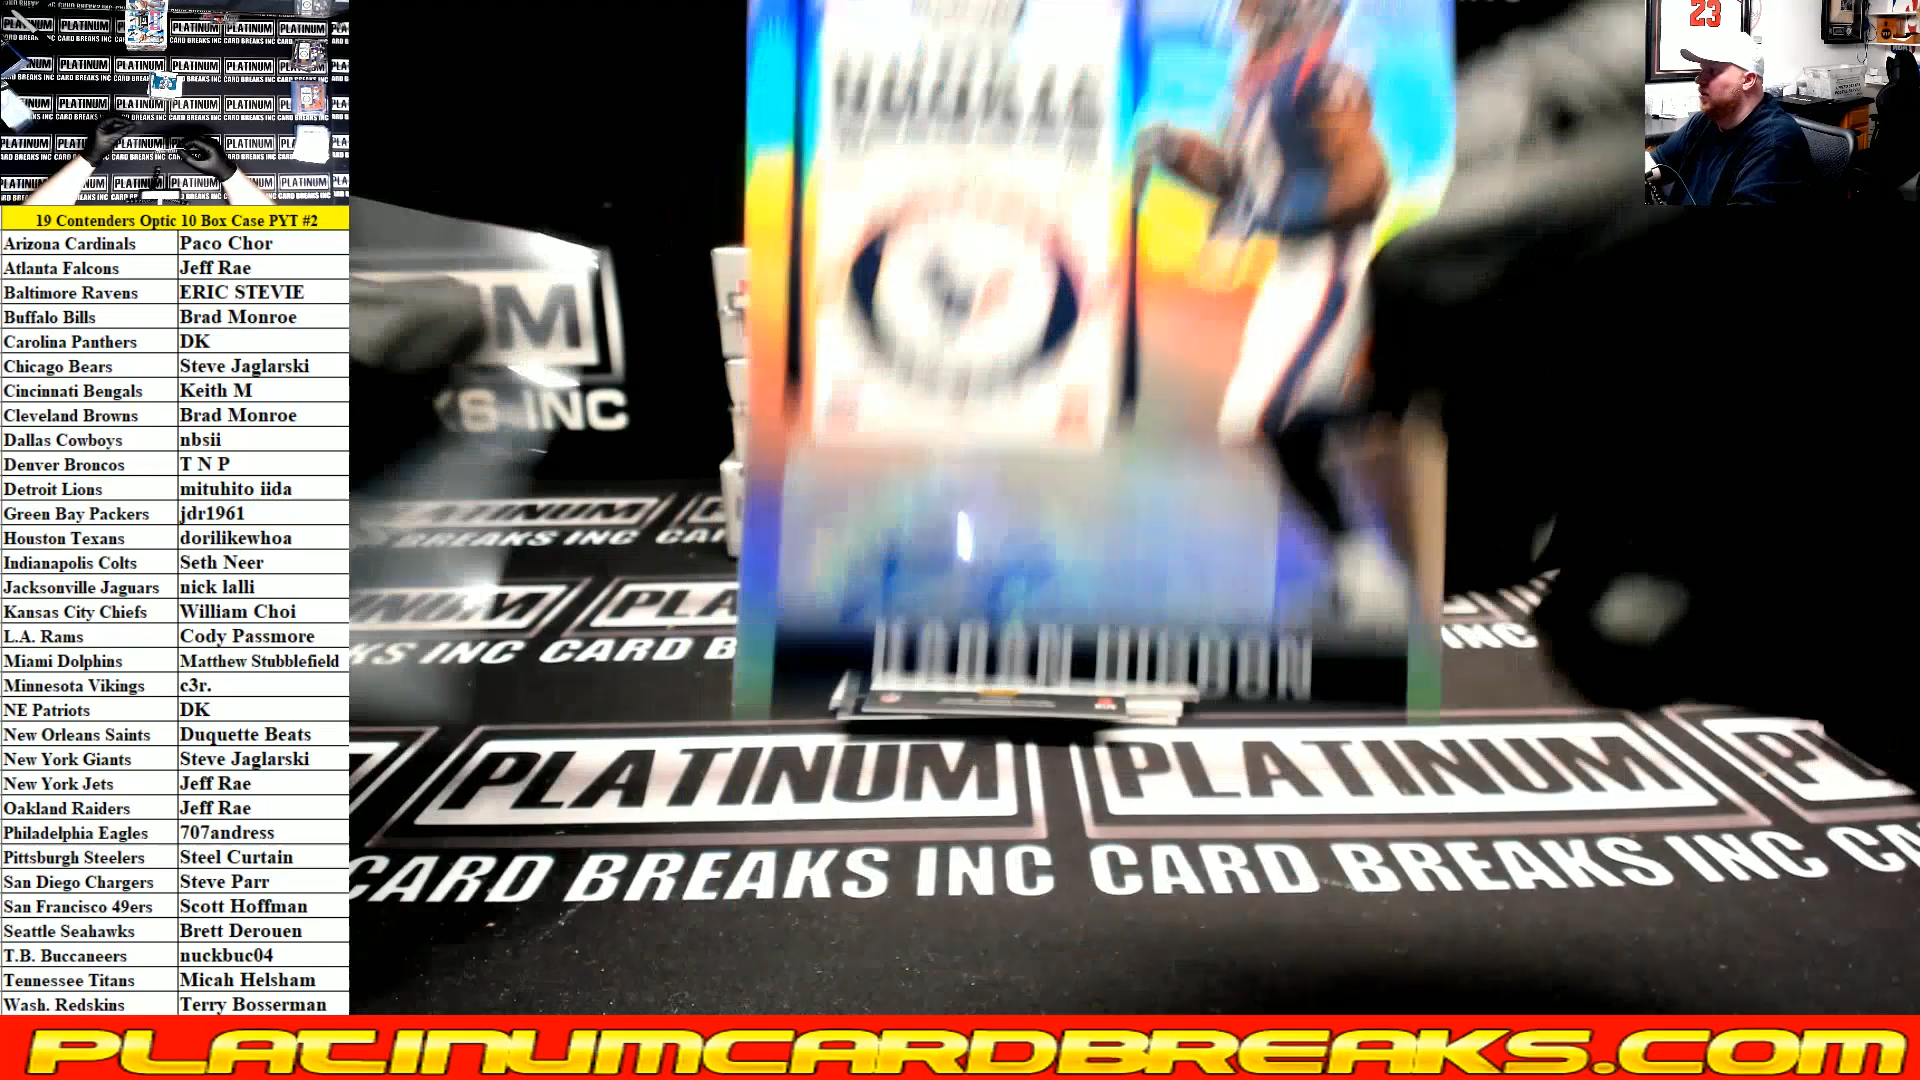 19 Contenders Optic 10 Box Case PYT #2
Arizona Cardinals Paco Chor
Atlanta Falcons Jeff Rae
Baltimore Ravens ERIC STEVIE
Buffalo Bills Brad Monroe
Carolina Panthers DK
Chicago Bears Steve Jaglarski
Cincinnati Bengals Keith M
Cleveland Browns Brad Monroe
Dallas Cowboys nbsii
Denver Broncos T N P
Detroit Lions mituhito iida
Green Bay Packers jdr1961
Houston Texans dorilikewhoa
Indianapolis Colts Seth Neer
Jacksonville Jaguars nick lalli
Kansas City Chiefs William Choi
L.A. Rams Cody Passmore
Miami Dolphins Matthew Stubblefield
Minnesota Vikings c3r.
NE Patriots DK
New Orleans Saints Duquette Beats
New York Giants Steve Jaglarski
New York Jets Jeff Rae
Oakland Raiders Jeff Rae
Philadelphia Eagles 707andress
Pittsburgh Steelers Steel Curtain
San Diego Chargers Steve Parr
San Francisco 49ers Scott Hoffman
Seattle Seahawks Brett Derouen
T.B. Buccaneers nuckbuc04
Tennessee Titans Micah Helsham
Wash. Redskins Terry Bosserman
23
PLATINUM PLATINUM
CARD BREAKS INC CARD BREAKS INC
PLATINUMCARDBREAKS.COM